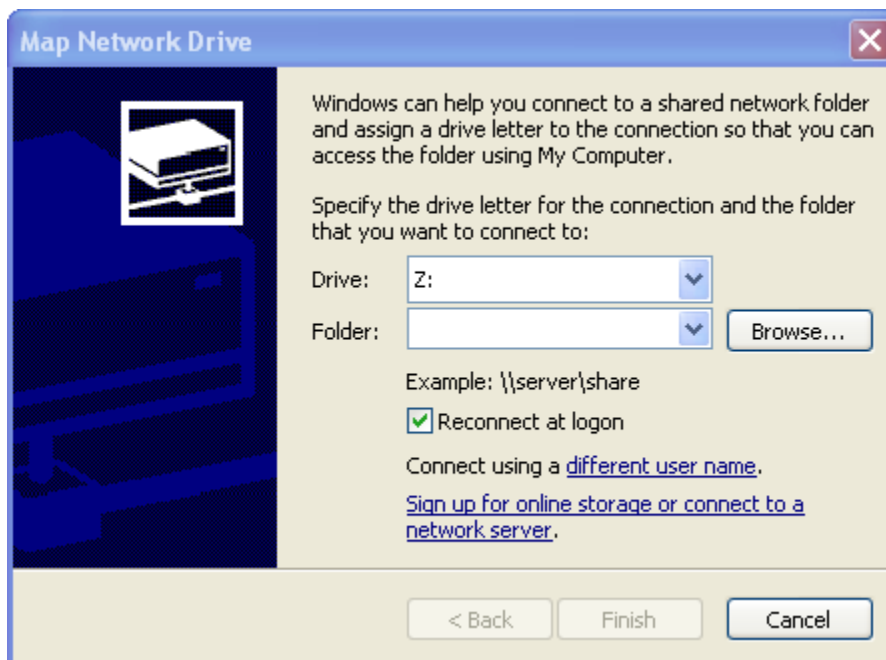 Map Network Drive
Windows can help you connect to a shared network folder
and assign a drive letter to the connection so that you can
access the folder using My Computer.
Specify the drive letter for the connection and the folder
that you want to connect to:
Drive: Z:
Folder: Browse...
Example: \\server\share
Reconnect at logon
Connect using a different user name.
Sign up for online storage or connect to a
network server.
< Back Finish Cancel